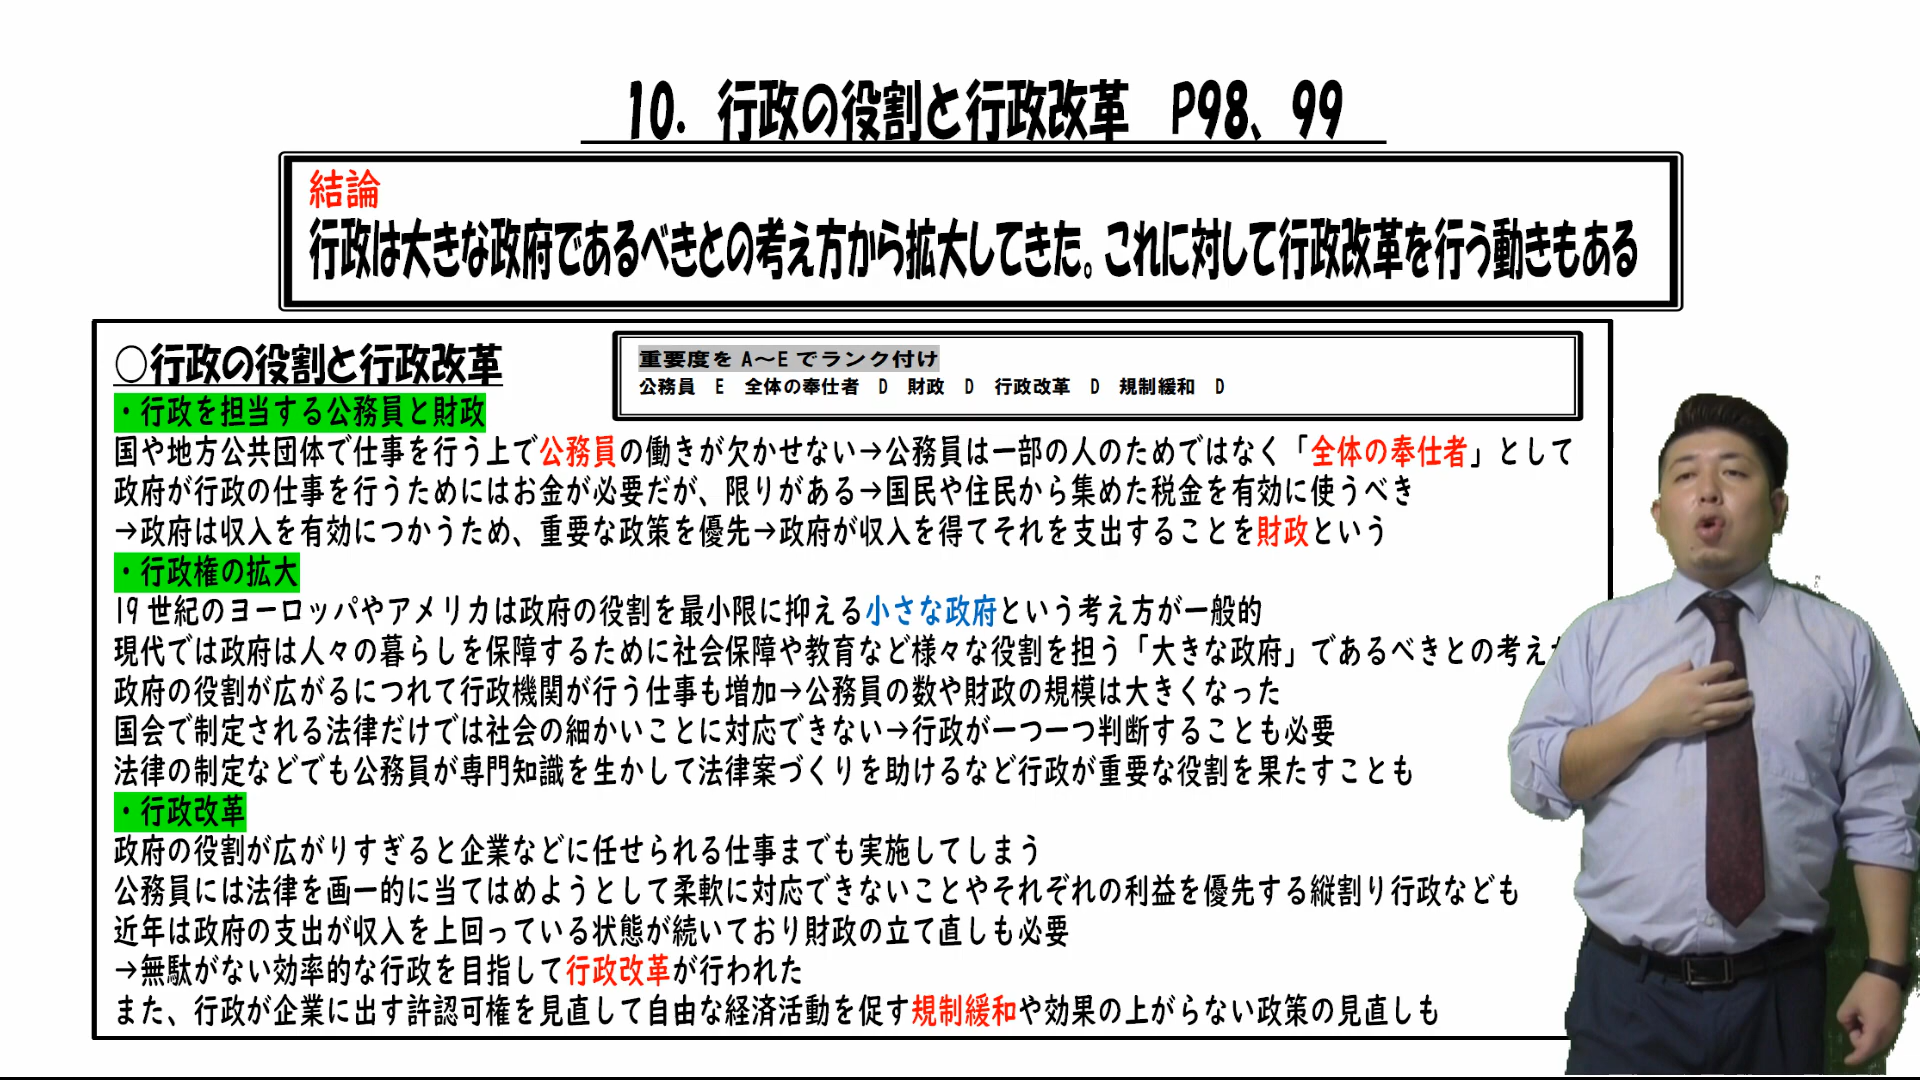 10. 行政の役割と行政改革 P98、99
結論
行政は大きな政府であるべきとの考え方から拡大してきた。これに対して行政改革を行う動きもある
○行政の役割と行政改革
重要度を A～E でランク付け
公務員 E 全体の奉仕者 D 財政 D 行政改革 D 規制緩和 D
・行政を担当する公務員と財政
国や地方公共団体で仕事を行う上で公務員の働きが欠かせない→公務員は一部の人のためではなく「全体の奉仕者」として
政府が行政の仕事を行うためにはお金が必要だが、限りがある→国民や住民から集めた税金を有効に使うべき
→政府は収入を有効につかうため、重要な政策を優先→政府が収入を得てそれを支出することを財政という
・行政権の拡大
19世紀のヨーロッパやアメリカは政府の役割を最小限に抑える小さな政府という考え方が一般的
現代では政府は人々の暮らしを保障するために社会保障や教育など様々な役割を担う「大きな政府」であるべきとの考え
政府の役割が広がるにつれて行政機関が行う仕事も増加→公務員の数や財政の規模は大きくなった
国会で制定される法律だけでは社会の細かいことに対応できない→行政が一つ一つ判断することも必要
法律の制定などでも公務員が専門知識を生かして法律案づくりを助けるなど行政が重要な役割を果たすことも
・行政改革
政府の役割が広がりすぎると企業などに任せられる仕事までも実施してしまう
公務員には法律を画一的に当てはめようとして柔軟に対応できないことやそれぞれの利益を優先する縦割り行政なども
近年は政府の支出が収入を上回っている状態が続いており財政の立て直しも必要
→無駄がない効率的な行政を目指して行政改革が行われた
また、行政が企業に出す許認可権を見直して自由な経済活動を促す規制緩和や効果の上がらない政策の見直しも